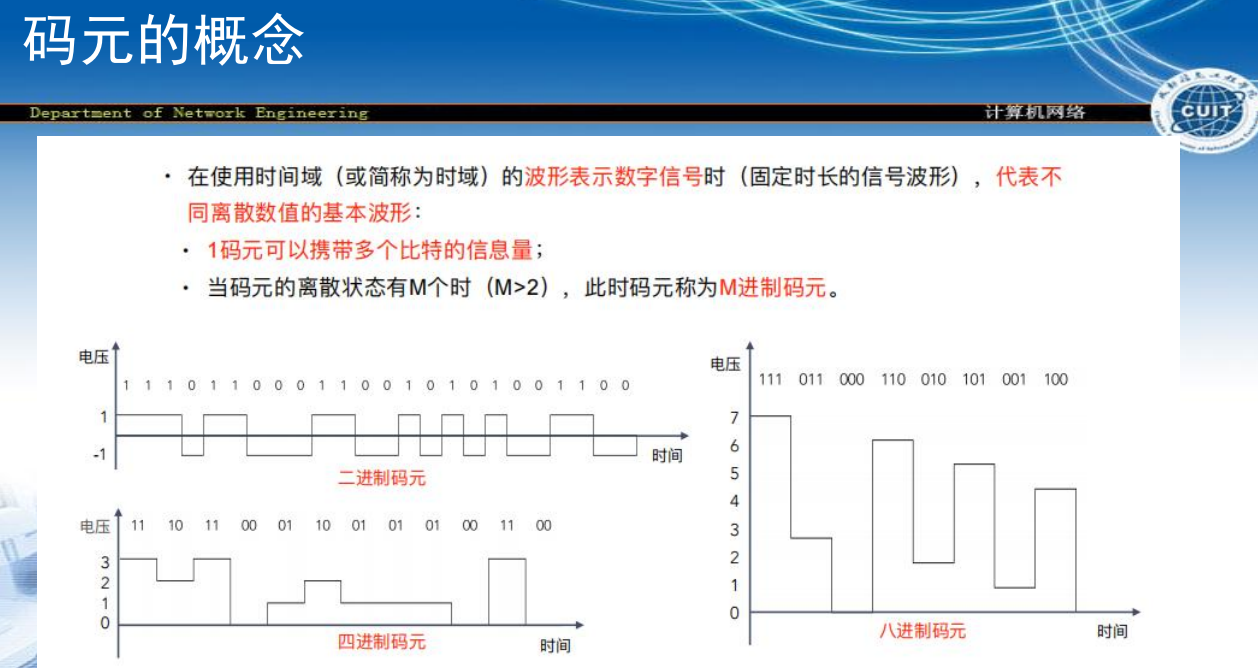 码元的概念
Department of Network Engineering
计算机网络
CUIT
· 在使用时间域（或简称为时域）的波形表示数字信号时（固定时长的信号波形），代表不
同离散数值的基本波形：
· 1码元可以携带多个比特的信息量；
· 当码元的离散状态有M个时（M>2），此时码元称为M进制码元。
电压
1 1 1 0 1 1 0 0 0 1 1 0 0 1 0 1 0 1 0 0 1 1 0 0
1
-1
时间
二进制码元
电压
11 10 11 00 01 10 01 01 01 00 11 00
3
2
1
0
四进制码元
时间
电压
111 011 000 110 010 101 001 100
7
6
5
4
3
2
1
0
八进制码元
时间